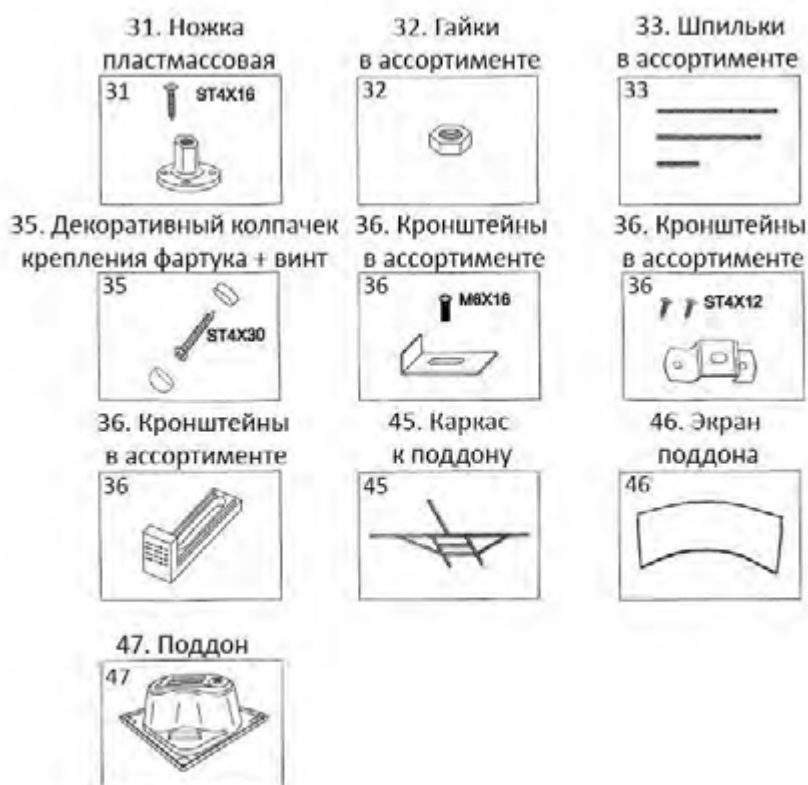 31. Ножка
пластмассовая
31 ST4X16
32. Гайки
в ассортименте
32
33. Шпильки
в ассортименте
33
35. Декоративный колпачек
крепления фартука + винт
35
ST4X30
36. Кронштейны
в ассортименте
36
M6X16
36. Кронштейны
в ассортименте
36
ST4X12
36. Кронштейны
в ассортименте
36
45. Каркас
к поддону
45
46. Экран
поддона
46
47. Поддон
47